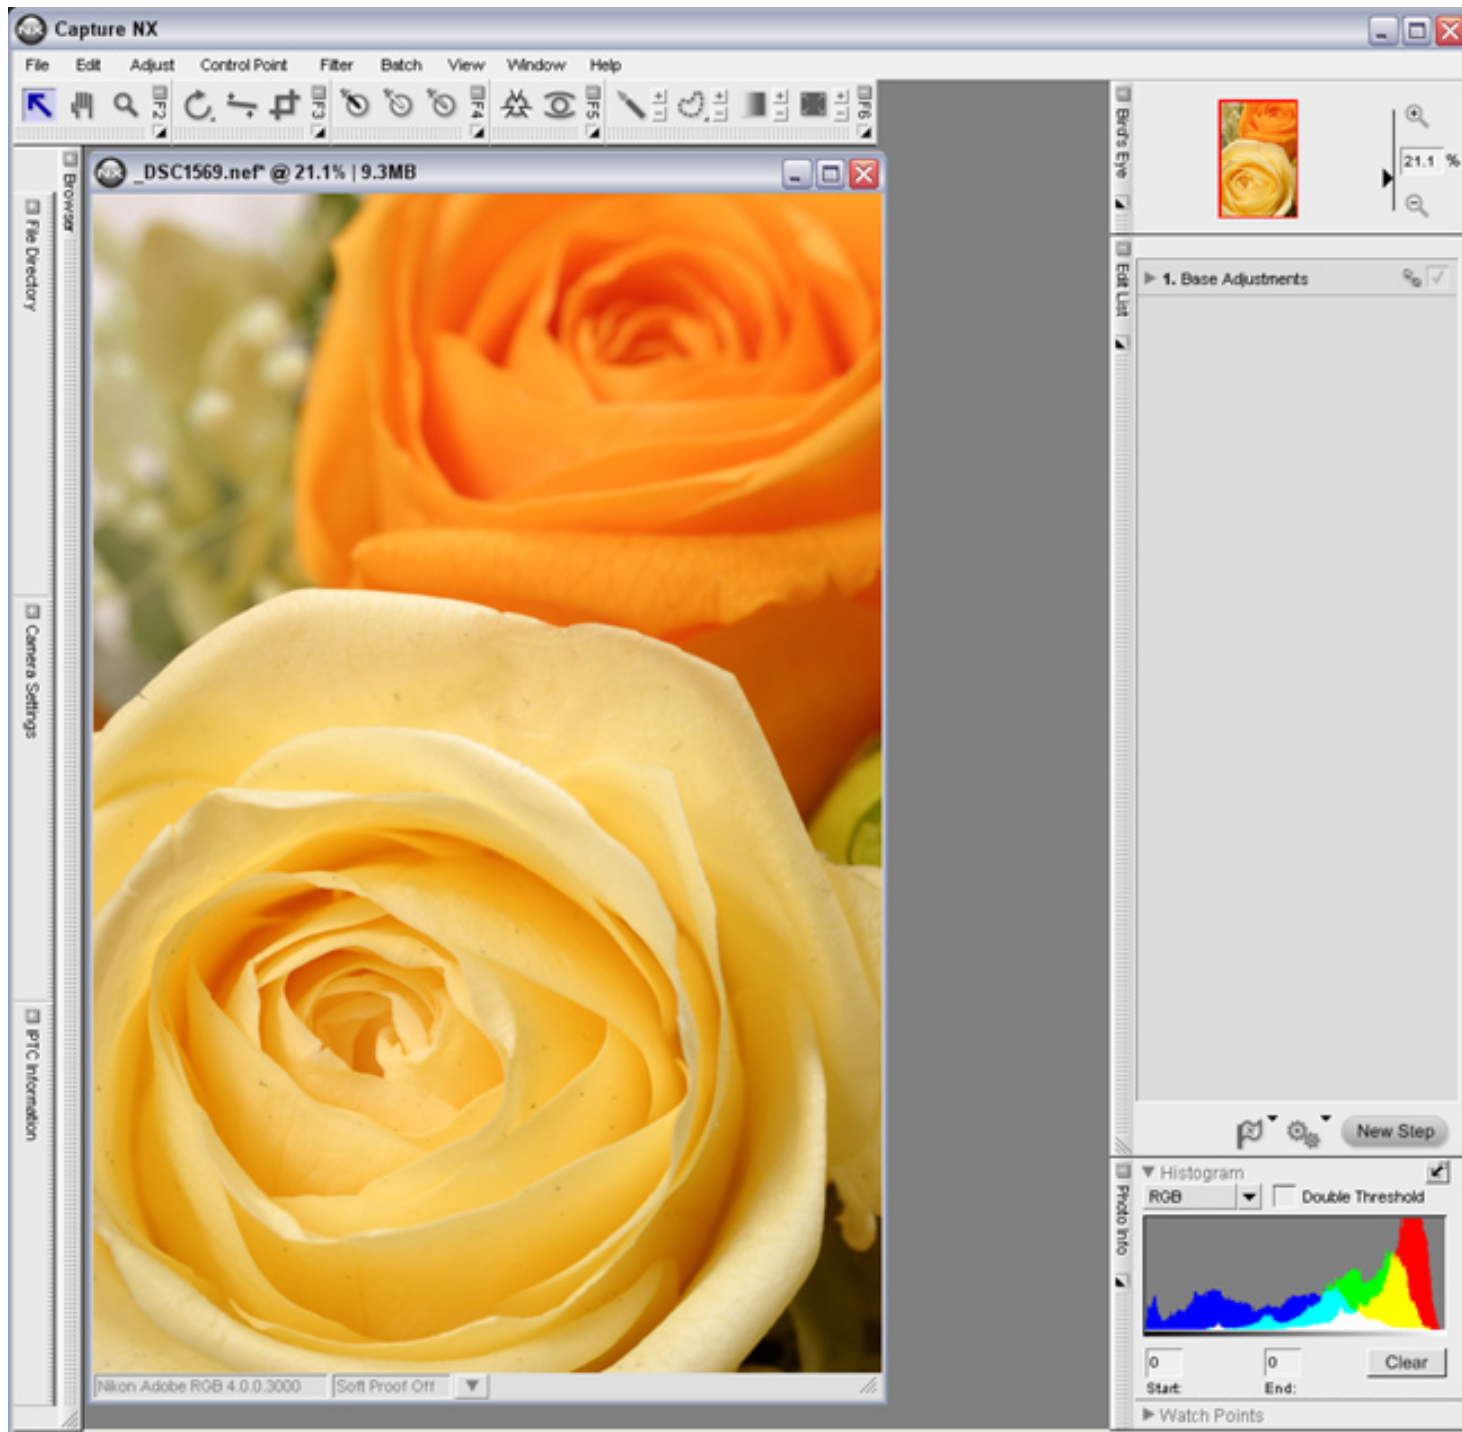 Capture NX
File Edit Adjust Control Point Filter Batch View Window Help
F2 F3 F4 F5 F6
Browser
File Directory
Camera Settings
IPTC Information
_DSC1569.nef* @ 21.1% | 9.3MB
Nikon Adobe RGB 4.0.0.3000 Soft Proof Off
Bird's Eye
21.1 %
Edit List
1. Base Adjustments
New Step
Photo Info
Histogram
RGB Double Threshold
0 0 Clear
Start: End:
Watch Points